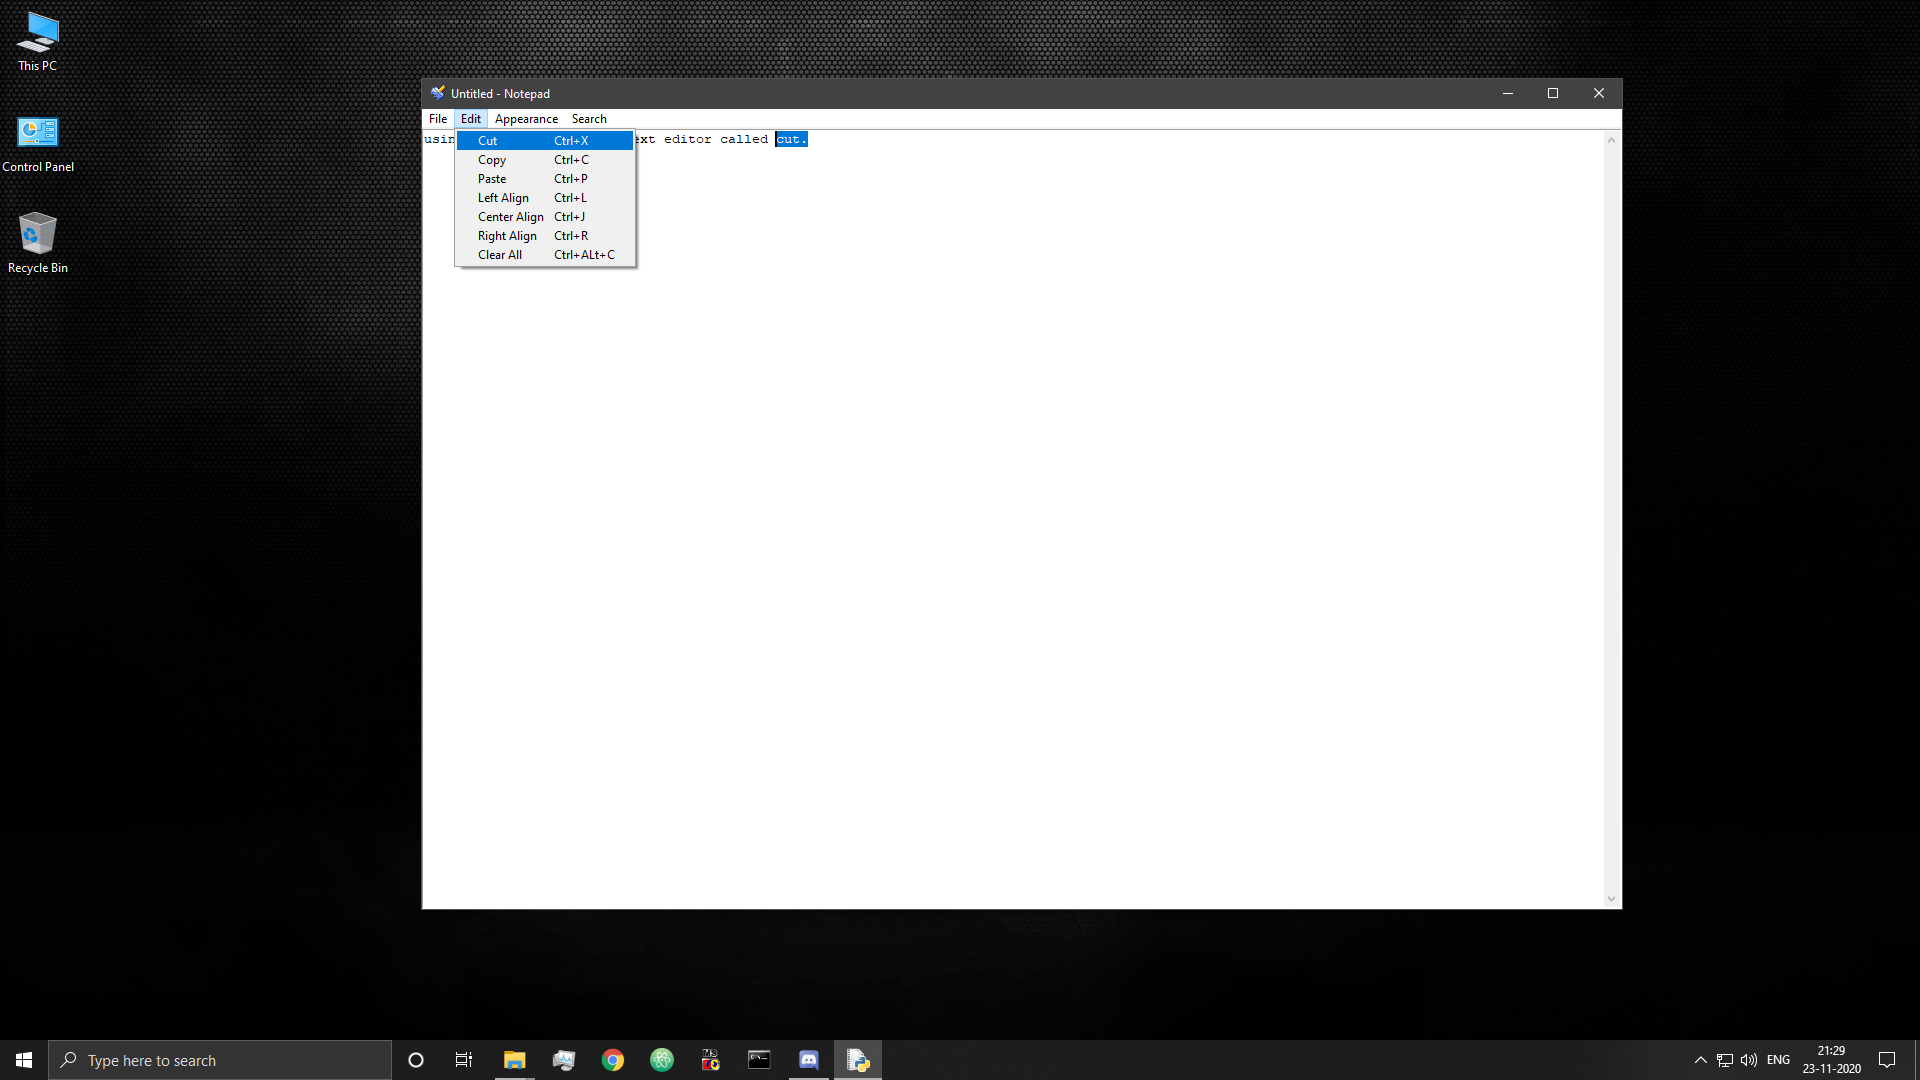 This PC
Control Panel
Recycle Bin
Untitled - Notepad
File Edit Appearance Search
usin
ext editor called cut.
Cut Ctrl+X
Copy Ctrl+C
Paste Ctrl+P
Left Align Ctrl+L
Center Align Ctrl+J
Right Align Ctrl+R
Clear All Ctrl+ALt+C
Type here to search
ENG
21:29
23-11-2020